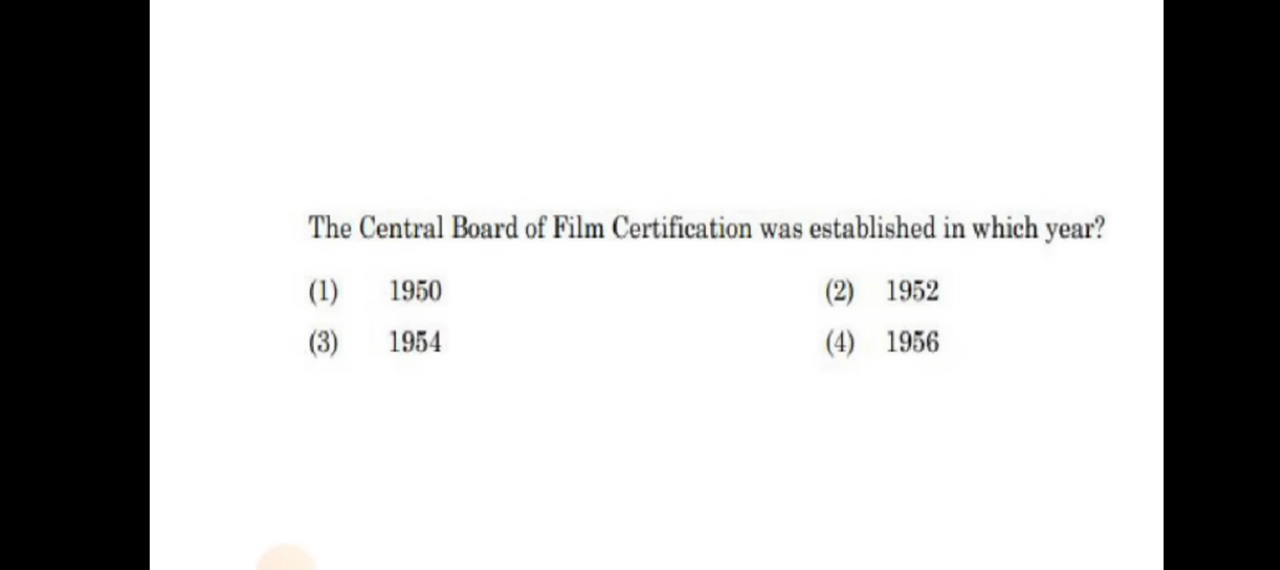 The Central Board of Film Certification was established in which year?
(1) 1950 (2) 1952
(3) 1954 (4) 1956